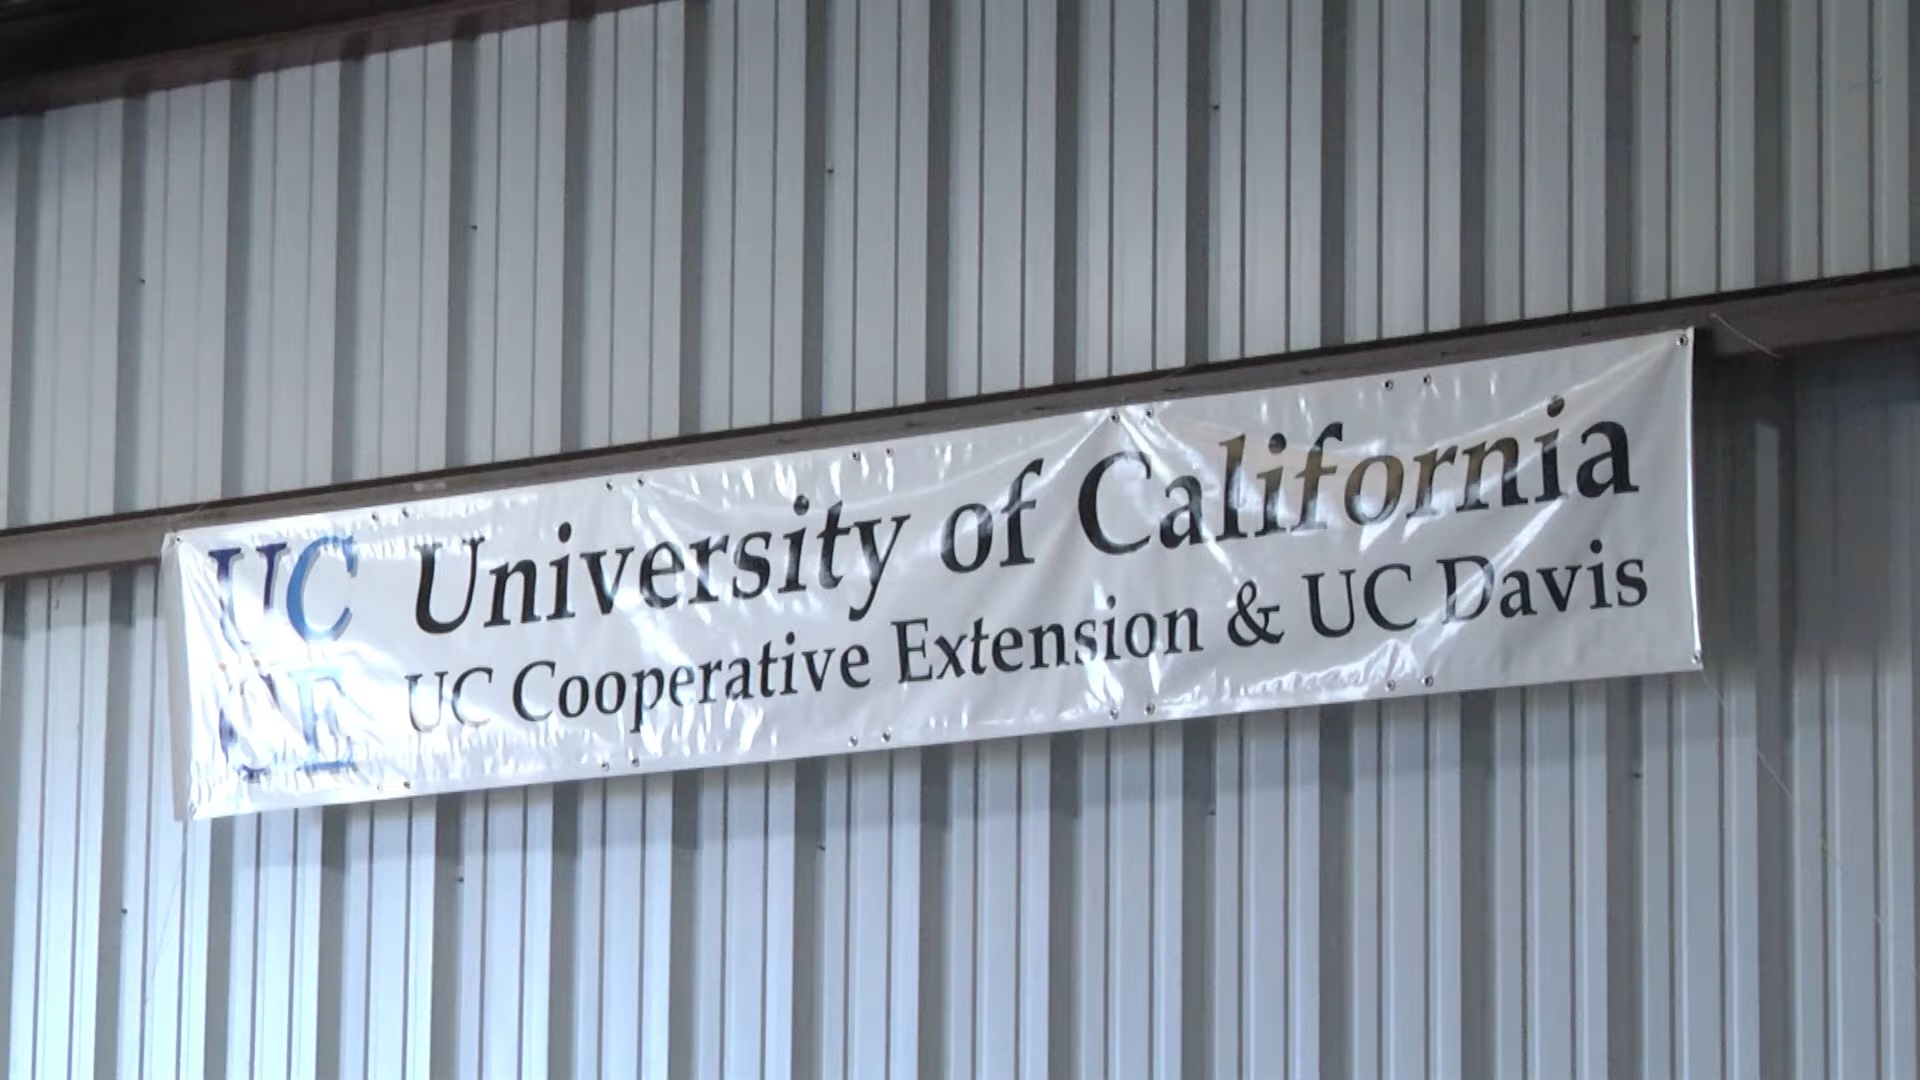 UC
CE
University of California
UC Cooperative Extension & UC Davis